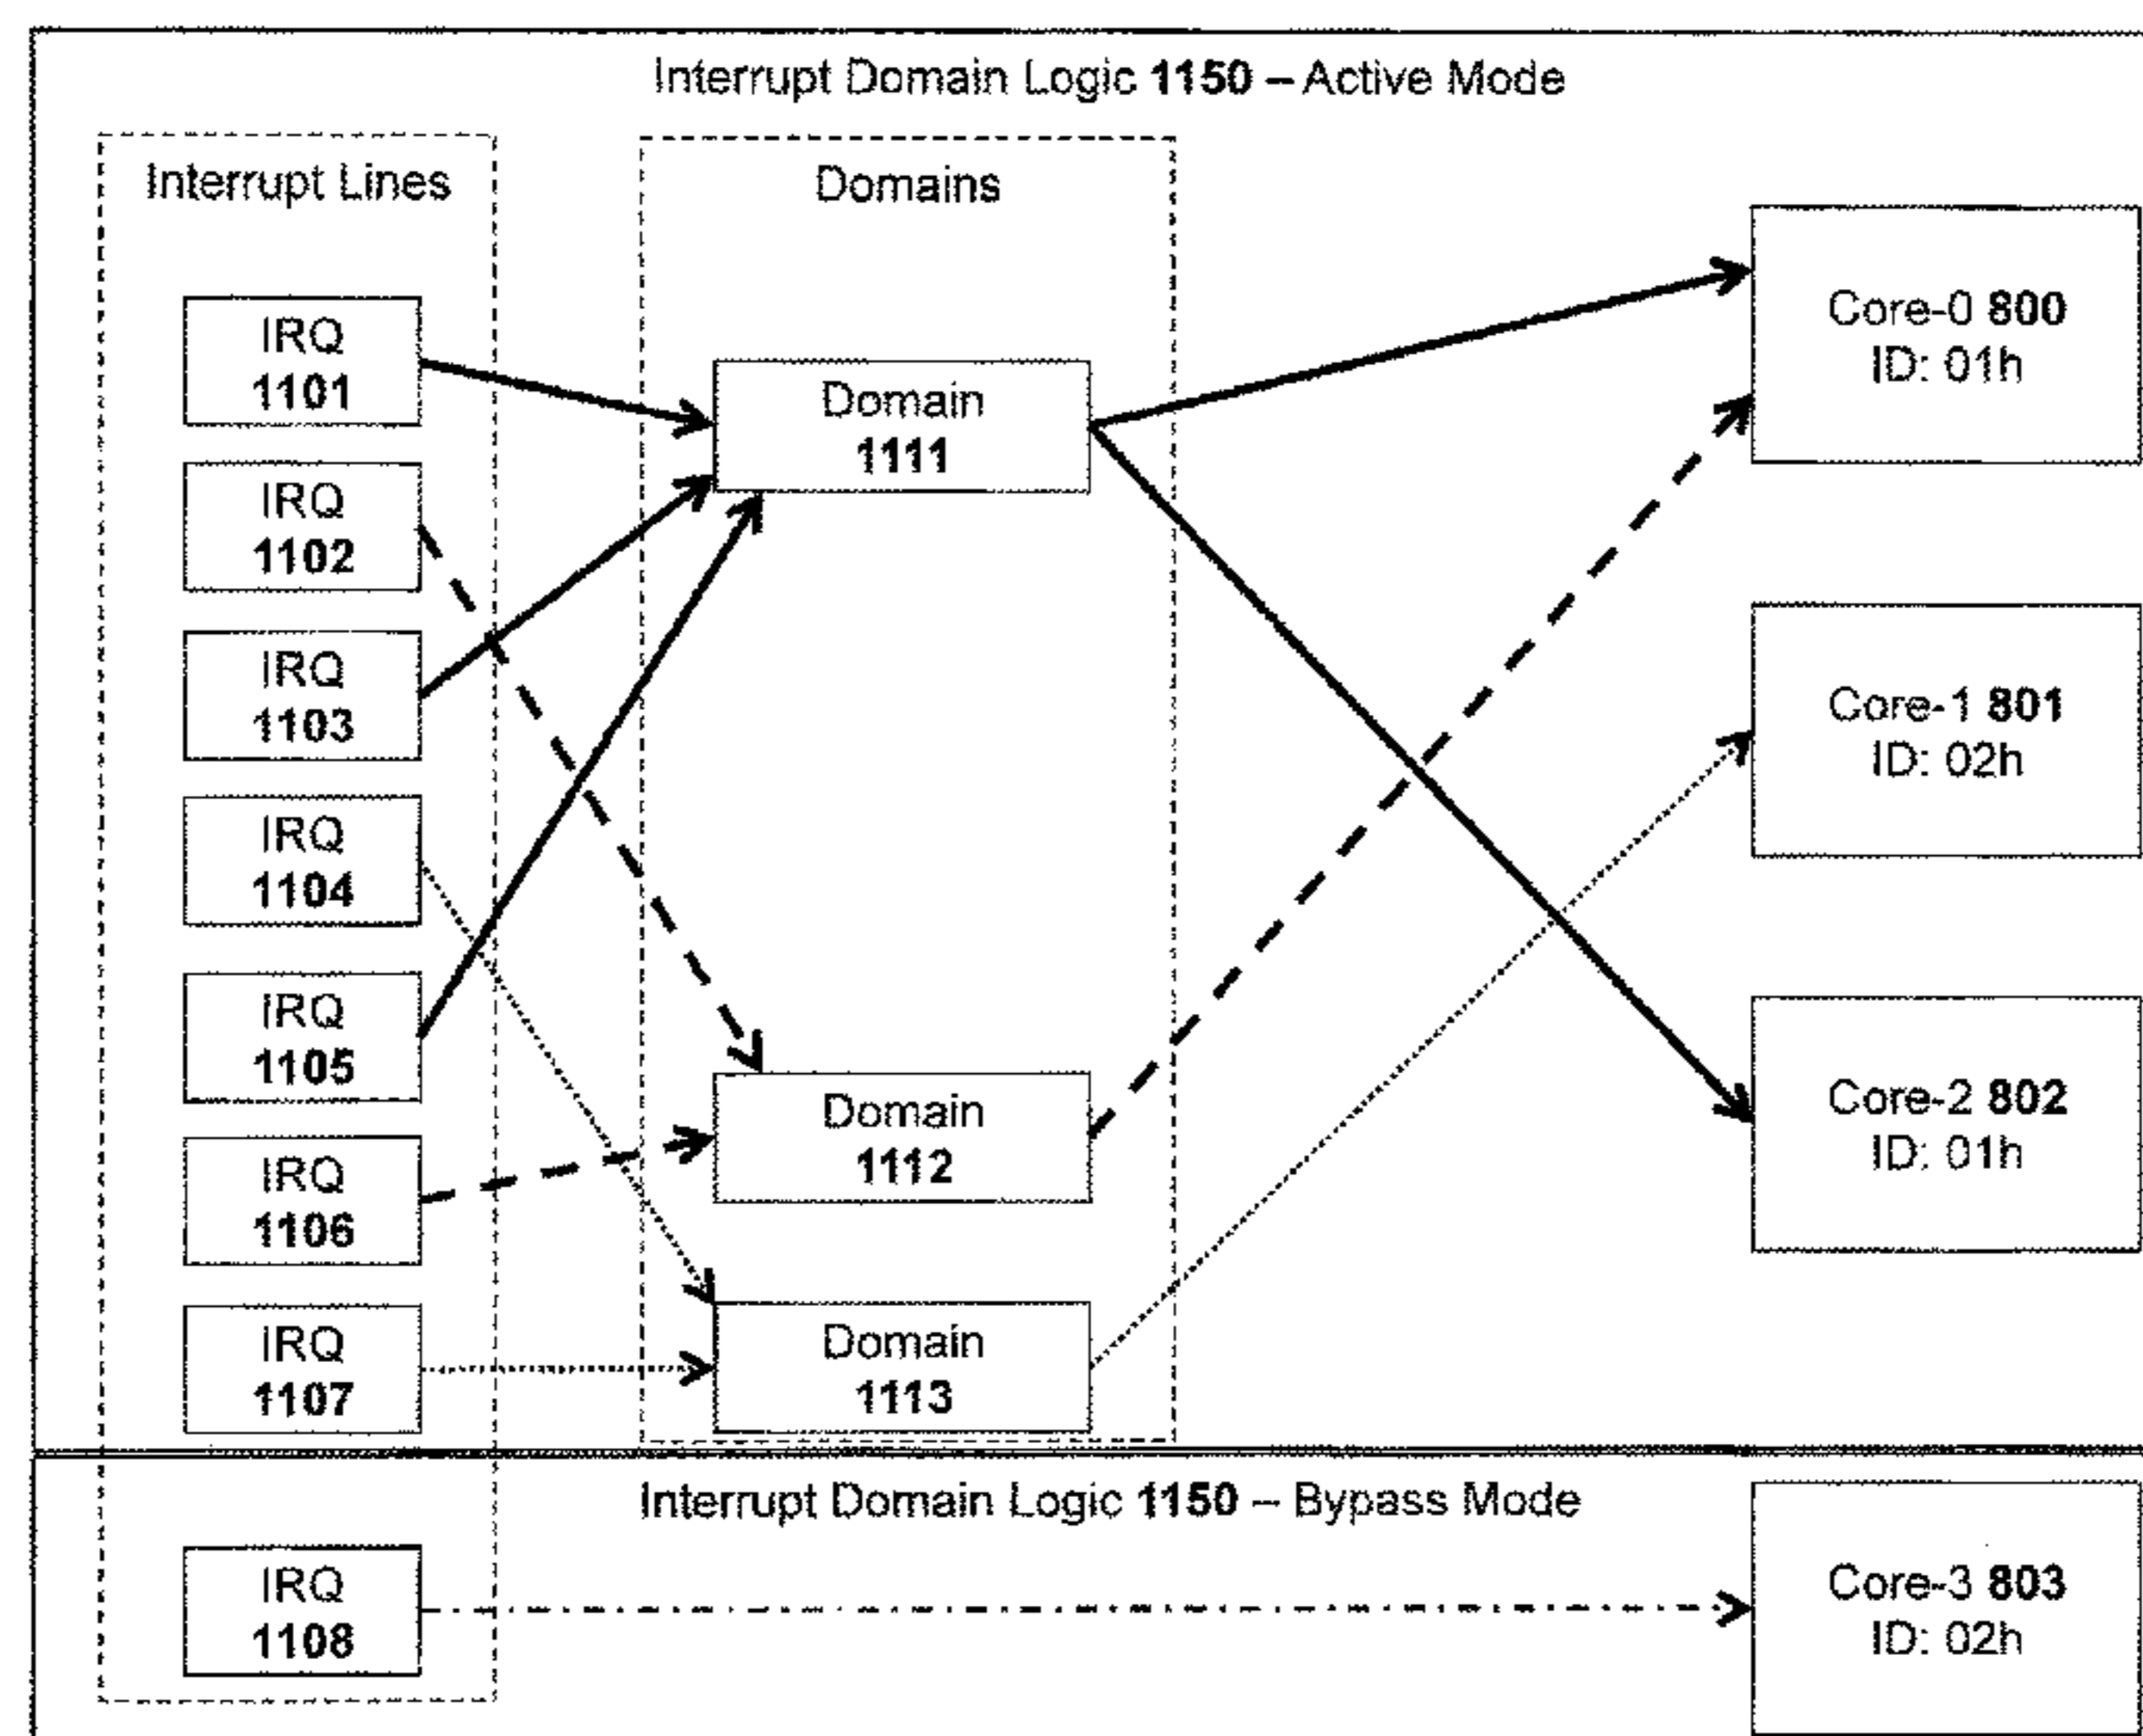 Interrupt Domain Logic 1150 – Active Mode
Interrupt Lines
Domains
IRQ
1101
IRQ
1102
IRQ
1103
IRQ
1104
IRQ
1105
IRQ
1106
IRQ
1107
Domain
1111
Domain
1112
Domain
1113
Core-0 800
ID: 01h
Core-1 801
ID: 02h
Core-2 802
ID: 01h
Interrupt Domain Logic 1150 – Bypass Mode
IRQ
1108
Core-3 803
ID: 02h